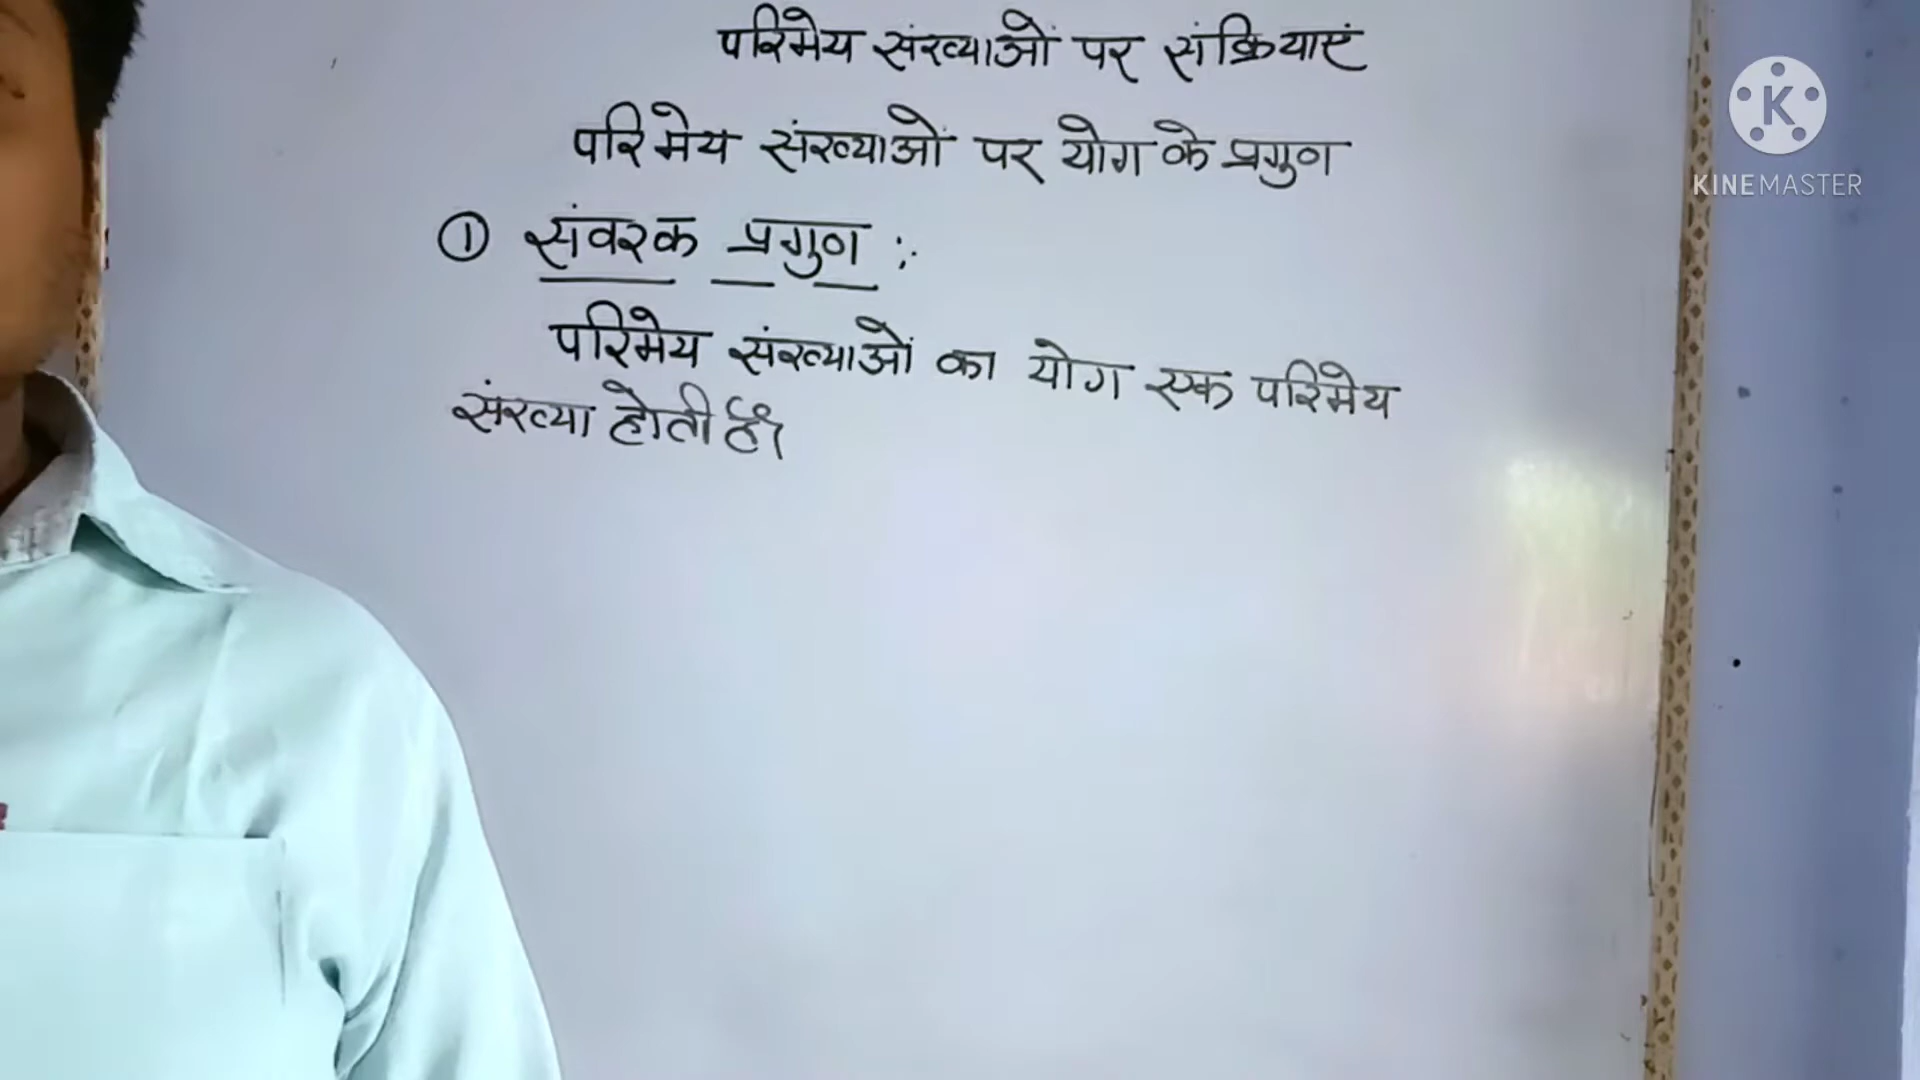 परिमेय संख्याओं पर संक्रियाएं
परिमेय संख्याओं पर योग के प्रगुण
① संवरक प्रगुण :
परिमेय संख्याओं का योग एक परिमेय
संख्या होती है।
K
KINEMASTER